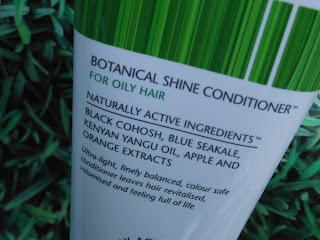 BOTANICAL SHINE CONDITIONER™
FOR OILY HAIR
NATURALLY ACTIVE INGREDIENTS™
BLACK COHOSH, BLUE SEAKALE,
KENYAN YANGU OIL, APPLE AND
ORANGE EXTRACTS
Ultra-light, finely balanced, colour safe
conditioner leaves hair revitalised,
volumised and feeling full of life